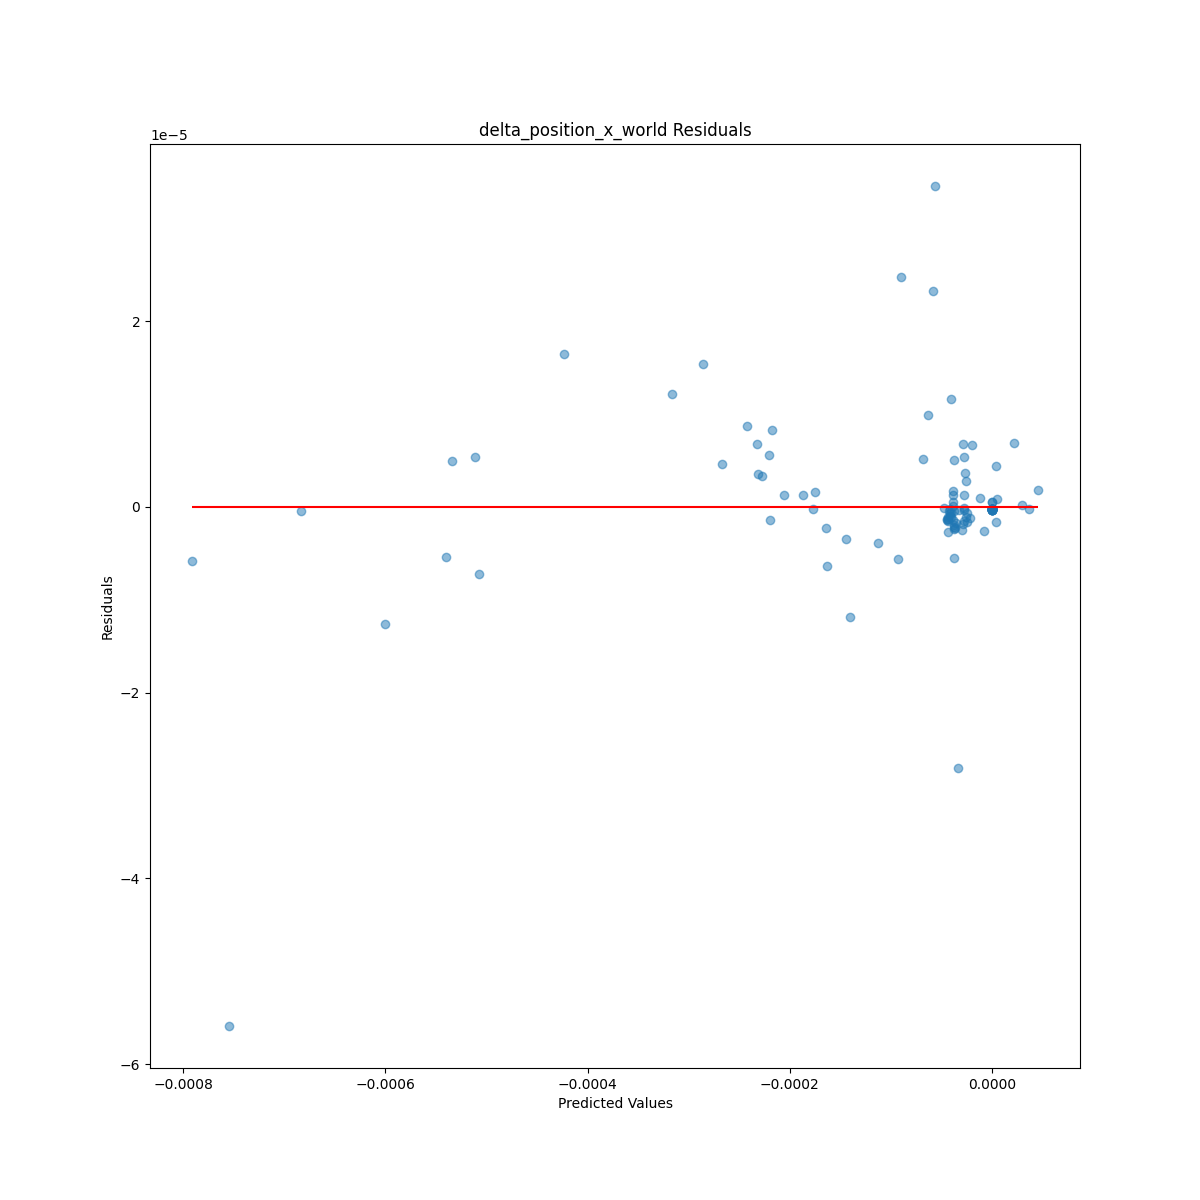 delta_position_x_world Residuals
1e−5
2
0
−2
−4
−6
Residuals
−0.0008
−0.0006
−0.0004
−0.0002
0.0000
Predicted Values